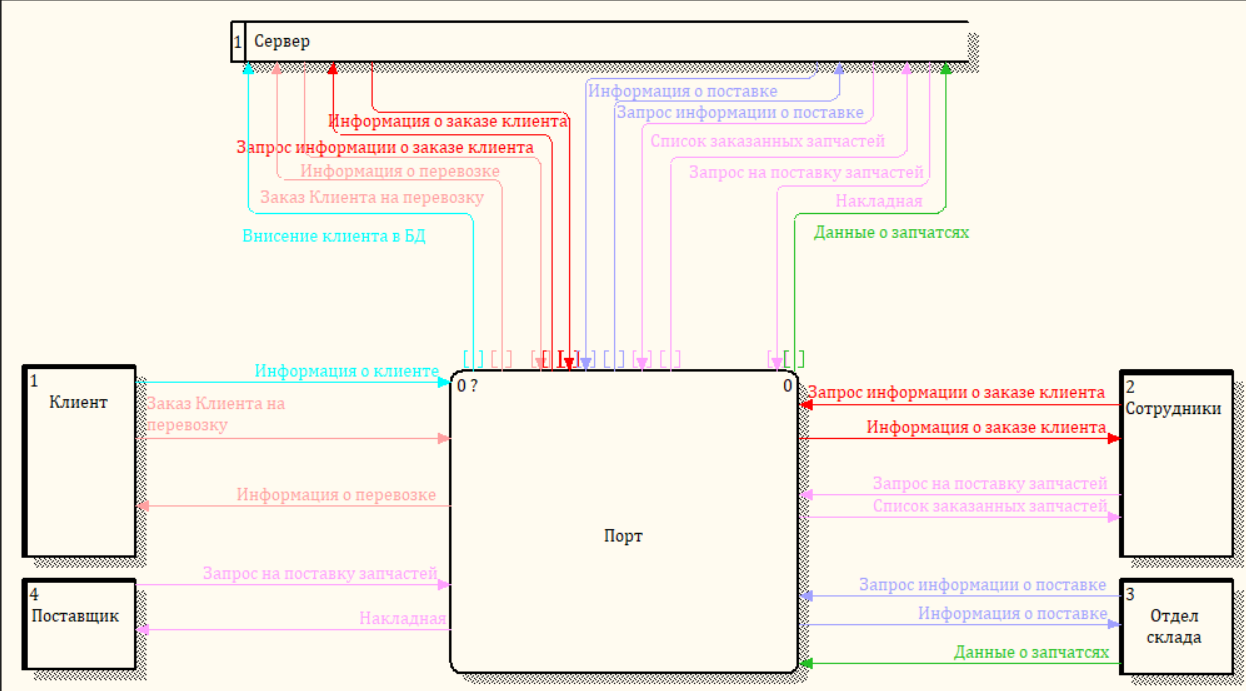 1 Сервер
Информация о поставке
Запрос информации о поставке
Информация о заказе клиента
Список заказанных запчастей
Запрос информации о заказе клиента
Информация о перевозке
Запрос на поставку запчастей
Заказ Клиента на перевозку
Накладная
Внисение клиента в БД
Данные о запчатсях
[ ] [ ] [ ] [ ] [ ] [ ] [ ] [ ] [ ] [ ]
1
Клиент
Информация о клиенте
Заказ Клиента на
перевозку
Информация о перевозке
4
Поставщик
Запрос на поставку запчастей
Накладная
0 ?
0
Порт
Запрос информации о заказе клиента
Информация о заказе клиента
Запрос на поставку запчастей
Список заказанных запчастей
2
Сотрудники
Запрос информации о поставке
Информация о поставке
Данные о запчатсях
3
Отдел
склада